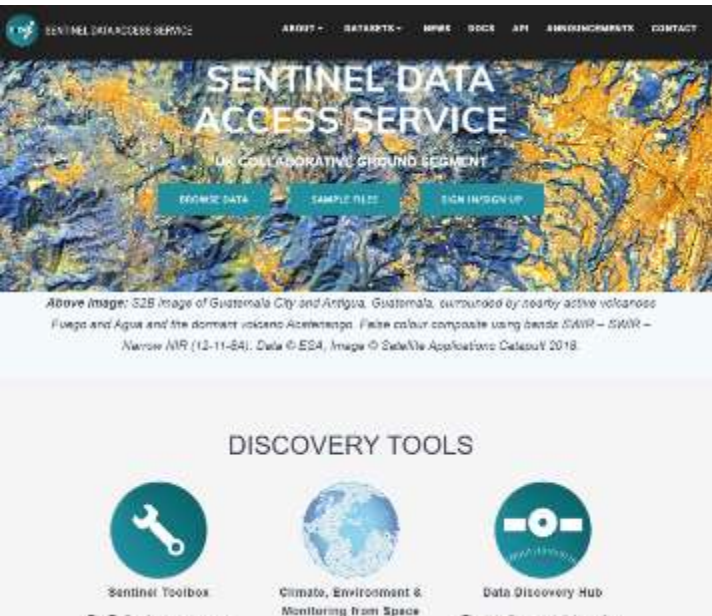 SENTINEL DATA ACCESS SERVICE
ABOUT
DATASETS
NEWS
DOCS
API
ANNOUNCEMENTS
CONTACT
SENTINEL DATA
ACCESS SERVICE
UK COLLABORATIVE GROUND SEGMENT
BROWSE DATA
SAMPLE FILES
SIGN IN/SIGN UP
Above Image: S2B image of Guatemala City and Antigua, Guatemala, surrounded by nearby active volcanoes
Fuego and Agua and the dormant volcano Acatenango. False colour composite using bands SWIR – SWIR –
Narrow NIR (12-11-8A). Data © ESA, Image © Satellite Applications Catapult 2018.
DISCOVERY TOOLS
Sentinel Toolbox
Climate, Environment &
Monitoring from Space
Data Discovery Hub